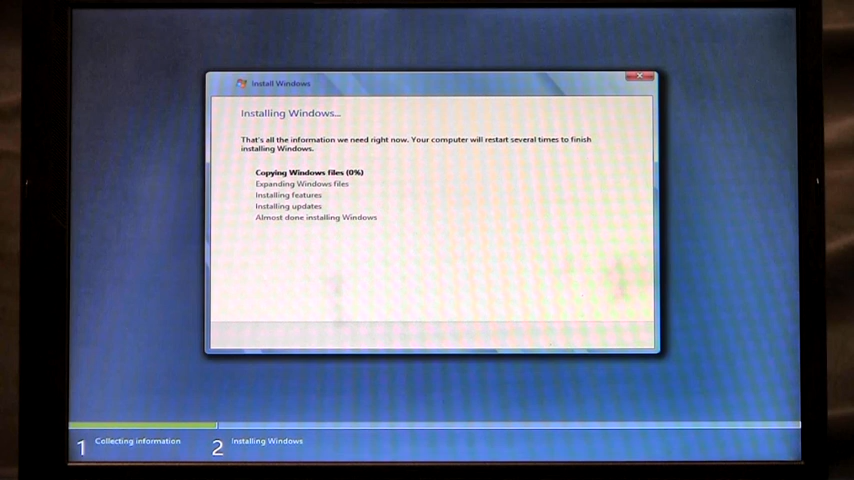 Install Windows
Installing Windows...
That's all the information we need right now. Your computer will restart several times to finish
installing Windows.
Copying Windows files (0%)
Expanding Windows files
Installing features
Installing updates
Almost done installing Windows
1 Collecting information
2 Installing Windows